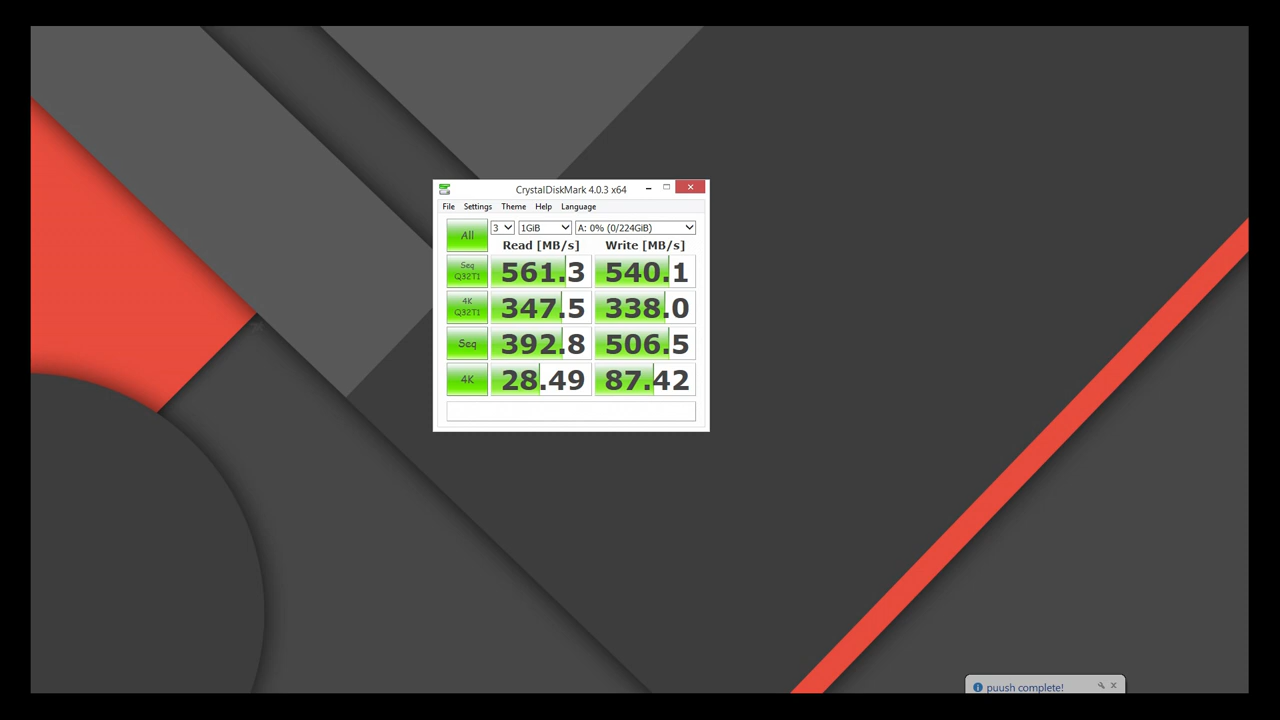 CrystalDiskMark 4.0.3 x64
File Settings Theme Help Language
All 3 1GiB A: 0% (0/224GiB)
Read [MB/s] Write [MB/s]
Seq Q32T1 561.3 540.1
4K Q32T1 347.5 338.0
Seq 392.8 506.5
4K 28.49 87.42
puush complete!